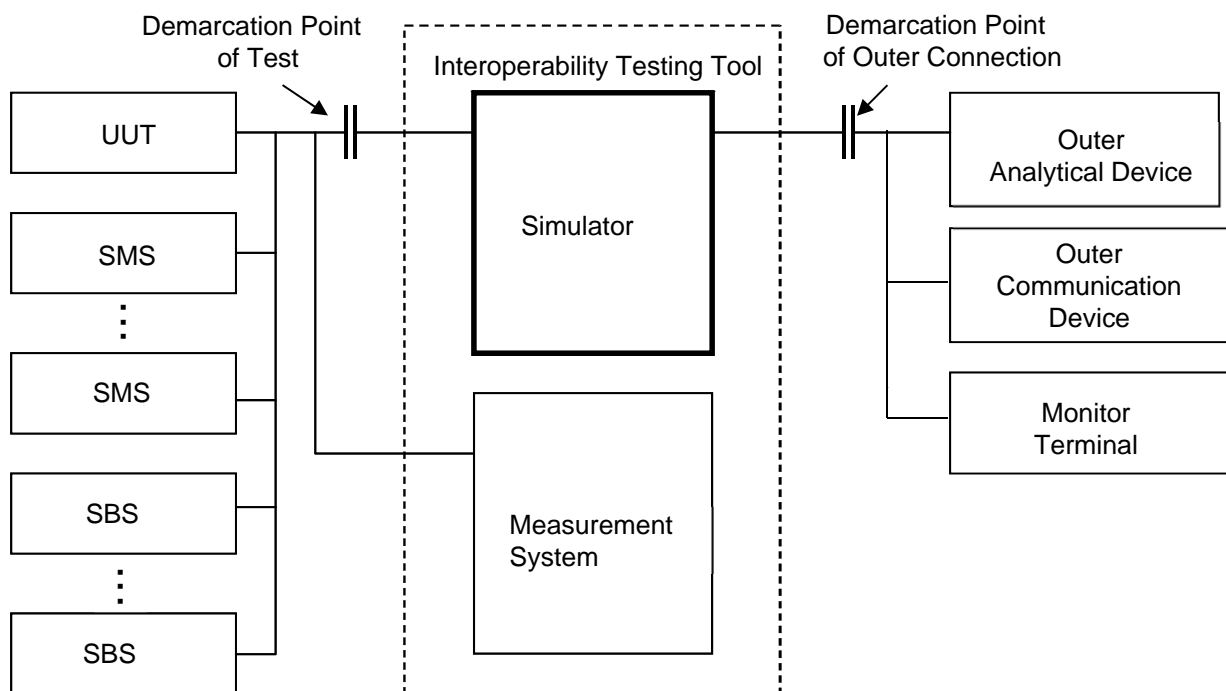 Demarcation Point
of Test
Interoperability Testing Tool
Demarcation Point
of Outer Connection
UUT
SMS
SMS
SBS
SBS
Simulator
Measurement
System
Outer
Analytical Device
Outer
Communication
Device
Monitor
Terminal